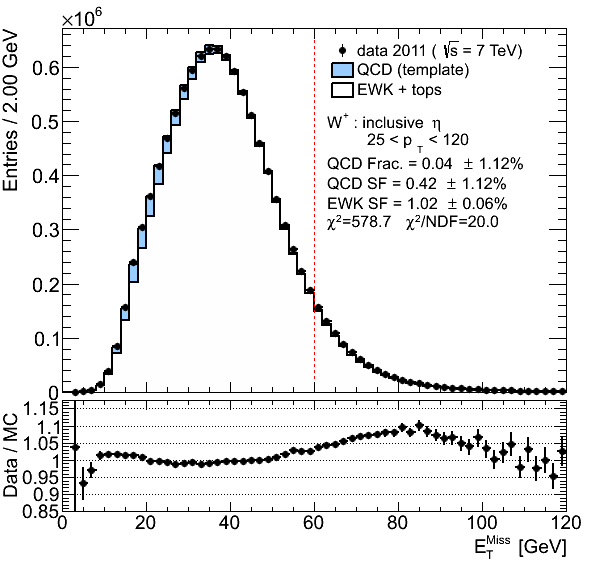 ×10⁶
Entries / 2.00 GeV
0.6
0.5
0.4
0.3
0.2
0.1
0
data 2011 ( √s = 7 TeV)
QCD (template)
EWK + tops
W⁺ : inclusive η
25 < p_T < 120
QCD Frac. = 0.04 ± 1.12%
QCD SF = 0.42 ± 1.12%
EWK SF = 1.02 ± 0.06%
χ²=578.7 χ²/NDF=20.0
Data / MC
1.15
1.1
1.05
1
0.95
0.9
0.85
0 20 40 60 80 100 120
E_T^Miss [GeV]